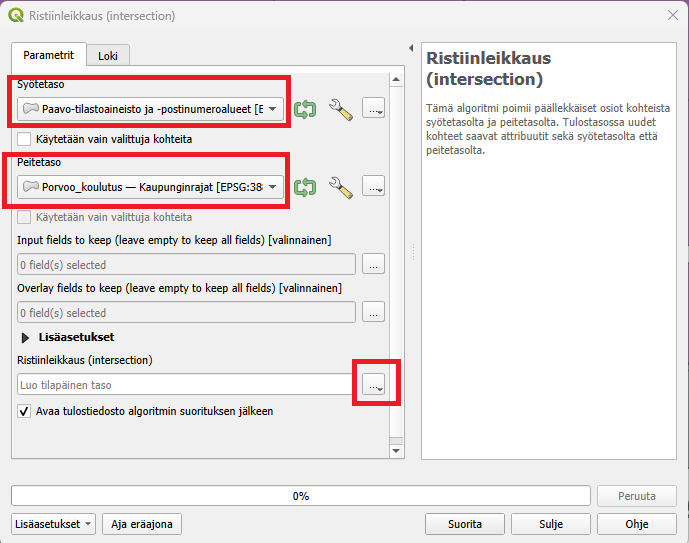 Ristiinleikkaus (intersection)
Parametrit
Loki
Syötetaso
Paavo-tilastoaineisto ja -postinumeroalueet [E
...
Käytetään vain valittuja kohteita
Peitetaso
Porvoo_koulutus — Kaupunginrajat [EPSG:38
...
Käytetään vain valittuja kohteita
Input fields to keep (leave empty to keep all fields) [valinnainen]
0 field(s) selected
...
Overlay fields to keep (leave empty to keep all fields) [valinnainen]
0 field(s) selected
...
Lisäasetukset
Ristiinleikkaus (intersection)
Luo tilapäinen taso
...
Avaa tulostiedosto algoritmin suorituksen jälkeen
Ristiinleikkaus
(intersection)
Tämä algoritmi poimii päällekkäiset osiot kohteista
syötetasolta ja peitetasolta. Tulostasossa uudet
kohteet saavat attribuutit sekä syötetasolta että
peitetasolta.
0%
Peruuta
Lisäasetukset
Aja eräajona
Suorita
Sulje
Ohje